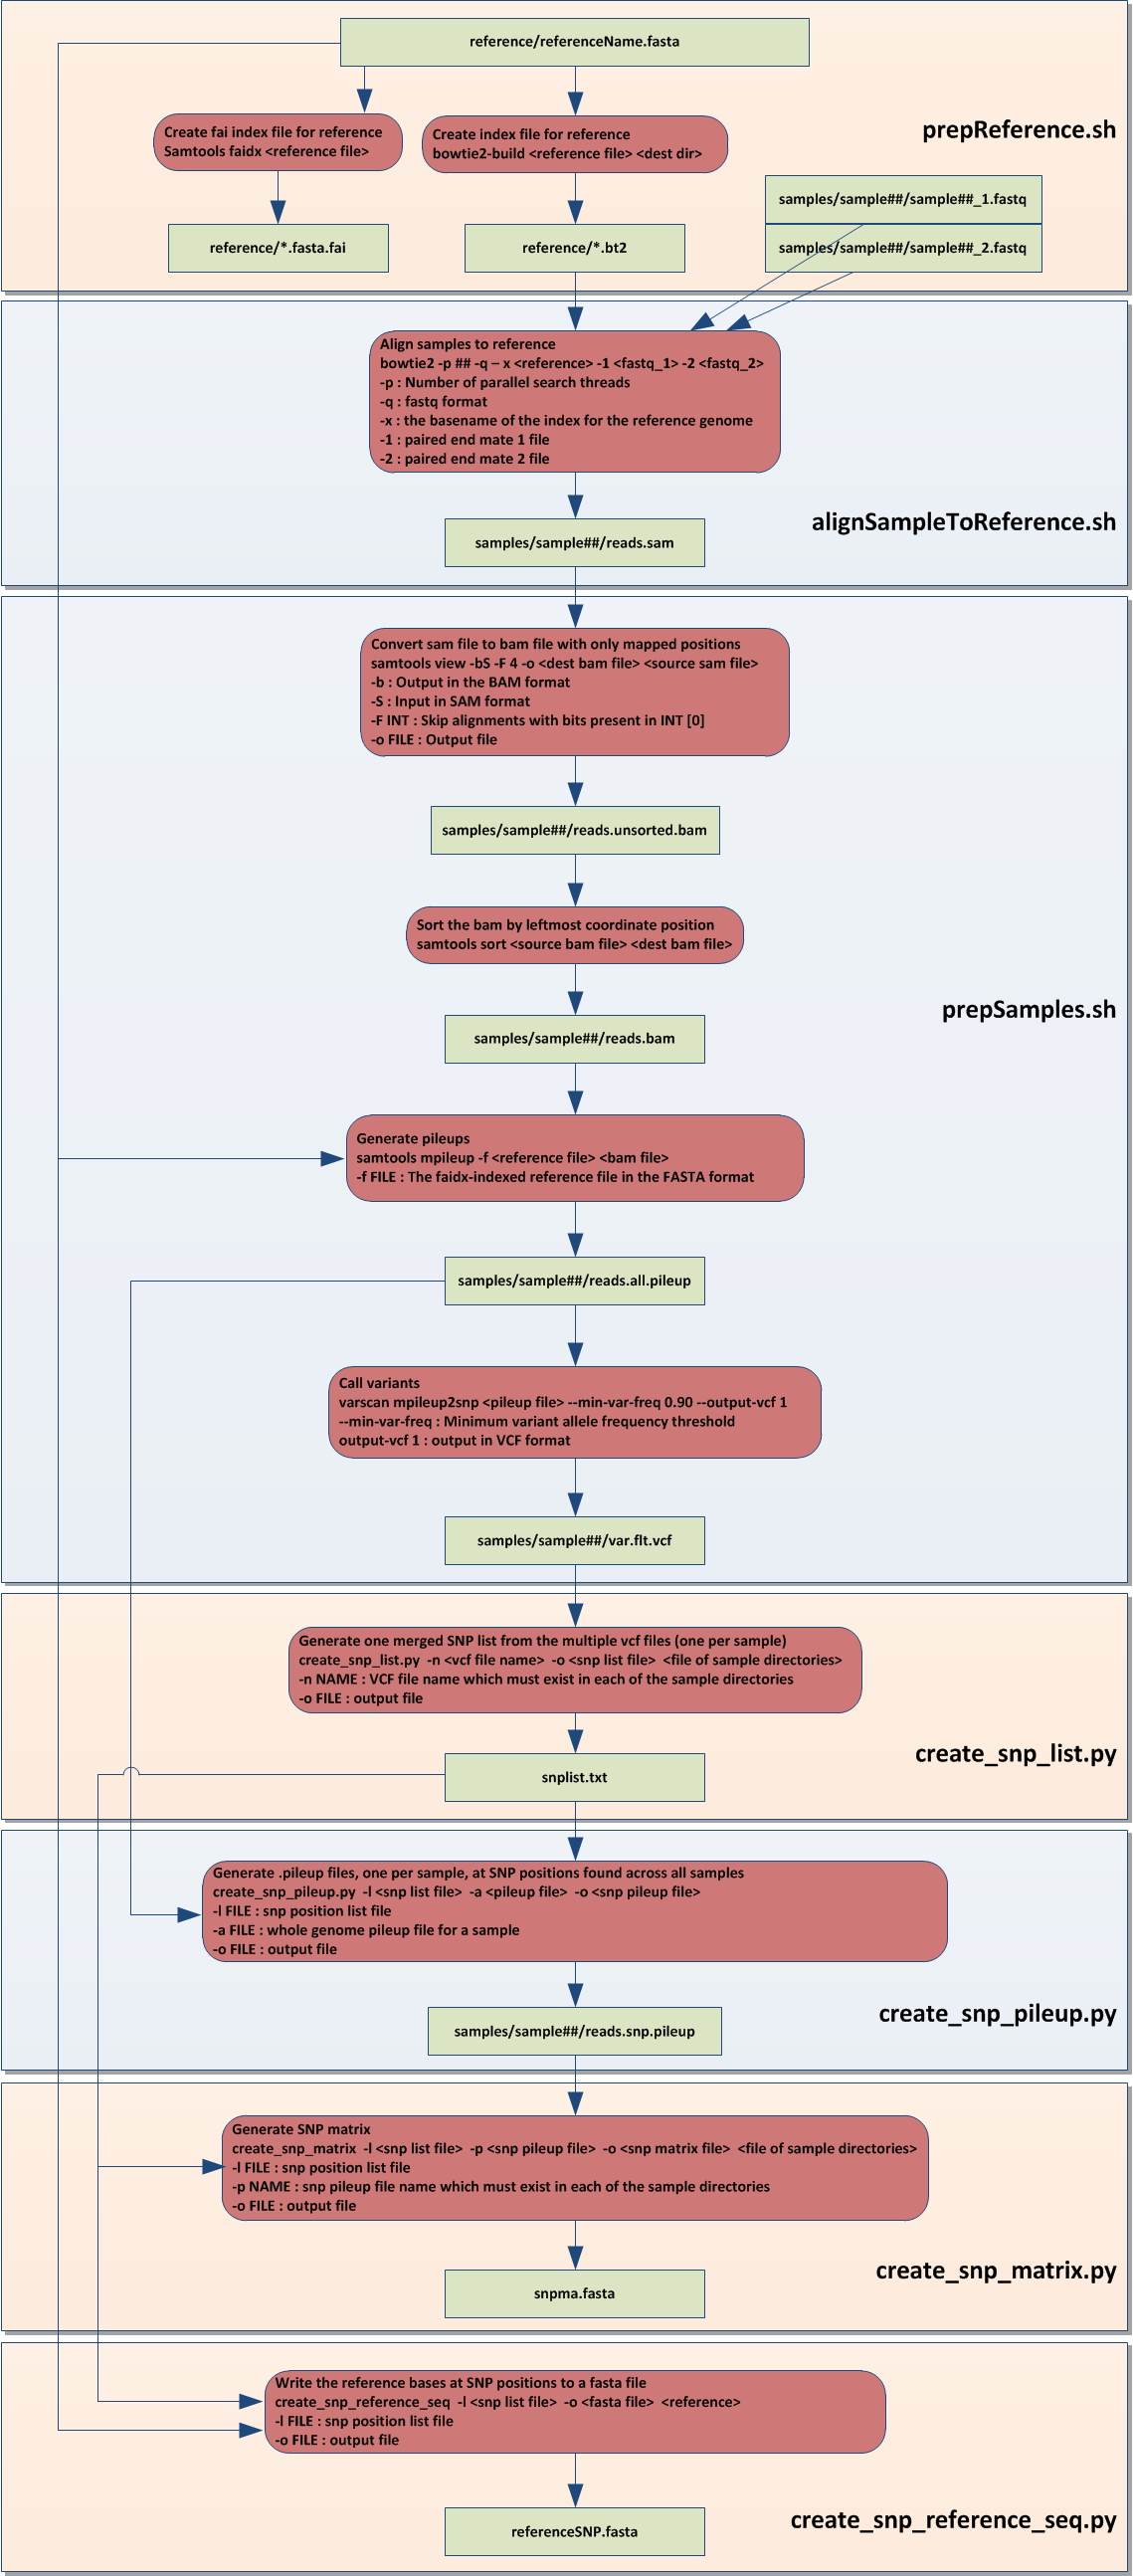 reference/referenceName.fasta
Create fai index file for reference
Samtools faidx <reference file>
Create index file for reference
bowtie2-build <reference file> <dest dir>
prepReference.sh
samples/sample##/sample##_1.fastq
reference/*.fasta.fai
reference/*.bt2
samples/sample##/sample##_2.fastq
Align samples to reference
bowtie2 -p ## -q – x <reference> -1 <fastq_1> -2 <fastq_2>
-p : Number of parallel search threads
-q : fastq format
-x : the basename of the index for the reference genome
-1 : paired end mate 1 file
-2 : paired end mate 2 file
alignSampleToReference.sh
samples/sample##/reads.sam
Convert sam file to bam file with only mapped positions
samtools view -bS -F 4 -o <dest bam file> <source sam file>
-b : Output in the BAM format
-S : Input in SAM format
-F INT : Skip alignments with bits present in INT [0]
-o FILE : Output file
samples/sample##/reads.unsorted.bam
Sort the bam by leftmost coordinate position
samtools sort <source bam file> <dest bam file>
prepSamples.sh
samples/sample##/reads.bam
Generate pileups
samtools mpileup -f <reference file> <bam file>
-f FILE : The faidx-indexed reference file in the FASTA format
samples/sample##/reads.all.pileup
Call variants
varscan mpileup2snp <pileup file> --min-var-freq 0.90 --output-vcf 1
--min-var-freq : Minimum variant allele frequency threshold
output-vcf 1 : output in VCF format
samples/sample##/var.flt.vcf
Generate one merged SNP list from the multiple vcf files (one per sample)
create_snp_list.py  -n <vcf file name>  -o <snp list file>  <file of sample directories>
-n NAME : VCF file name which must exist in each of the sample directories
-o FILE : output file
create_snp_list.py
snplist.txt
Generate .pileup files, one per sample, at SNP positions found across all samples
create_snp_pileup.py  -l <snp list file>  -a <pileup file>  -o <snp pileup file>
-l FILE : snp position list file
-a FILE : whole genome pileup file for a sample
-o FILE : output file
create_snp_pileup.py
samples/sample##/reads.snp.pileup
Generate SNP matrix
create_snp_matrix  -l <snp list file>  -p <snp pileup file>  -o <snp matrix file>  <file of sample directories>
-l FILE : snp position list file
-p NAME : snp pileup file name which must exist in each of the sample directories
-o FILE : output file
create_snp_matrix.py
snpma.fasta
Write the reference bases at SNP positions to a fasta file
create_snp_reference_seq  -l <snp list file>  -o <fasta file>  <reference>
-l FILE : snp position list file
-o FILE : output file
create_snp_reference_seq.py
referenceSNP.fasta